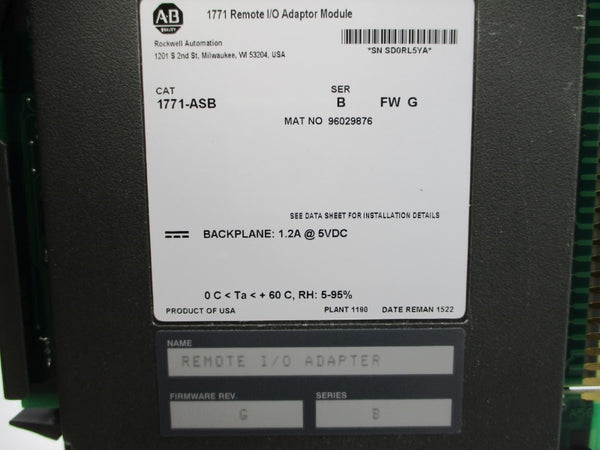 AB
QUALITY
1771 Remote I/O Adaptor Module
Rockwell Automation
1201 S 2nd St, Milwaukee, WI 53204, USA
*SN SD0RL5YA*
CAT SER
1771-ASB B FW G
MAT NO 96029876
SEE DATA SHEET FOR INSTALLATION DETAILS
BACKPLANE: 1.2A @ 5VDC
0 C < Ta < + 60 C, RH: 5-95%
PRODUCT OF USA PLANT 1190 DATE REMAN 1522
NAME
REMOTE I/O ADAPTER
FIRMWARE REV. SERIES
G B